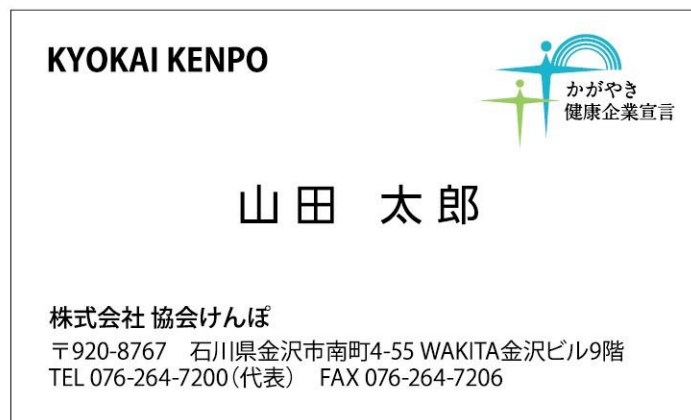 KYOKAI KENPO
かがやき
健康企業宣言
山田　太郎
株式会社 協会けんぽ
〒920-8767　石川県金沢市南町4-55 WAKITA金沢ビル9階
TEL 076-264-7200（代表）　FAX 076-264-7206